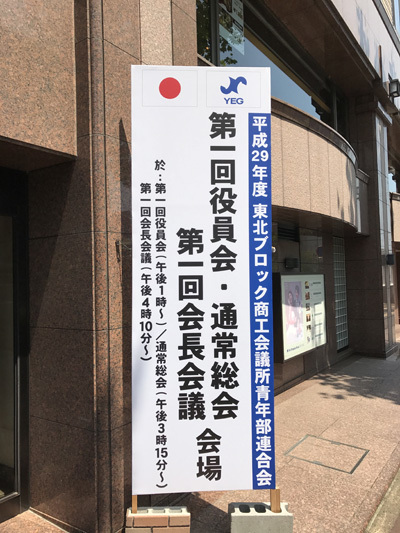 YEG
平成29年度 東北ブロック商工会議所青年部連合会
第一回役員会・通常総会
第一回会長会議 会場
於:第一回役員会(午後1時~)/通常総会(午後3時15分~)
第一回会長会議(午後4時10分~)